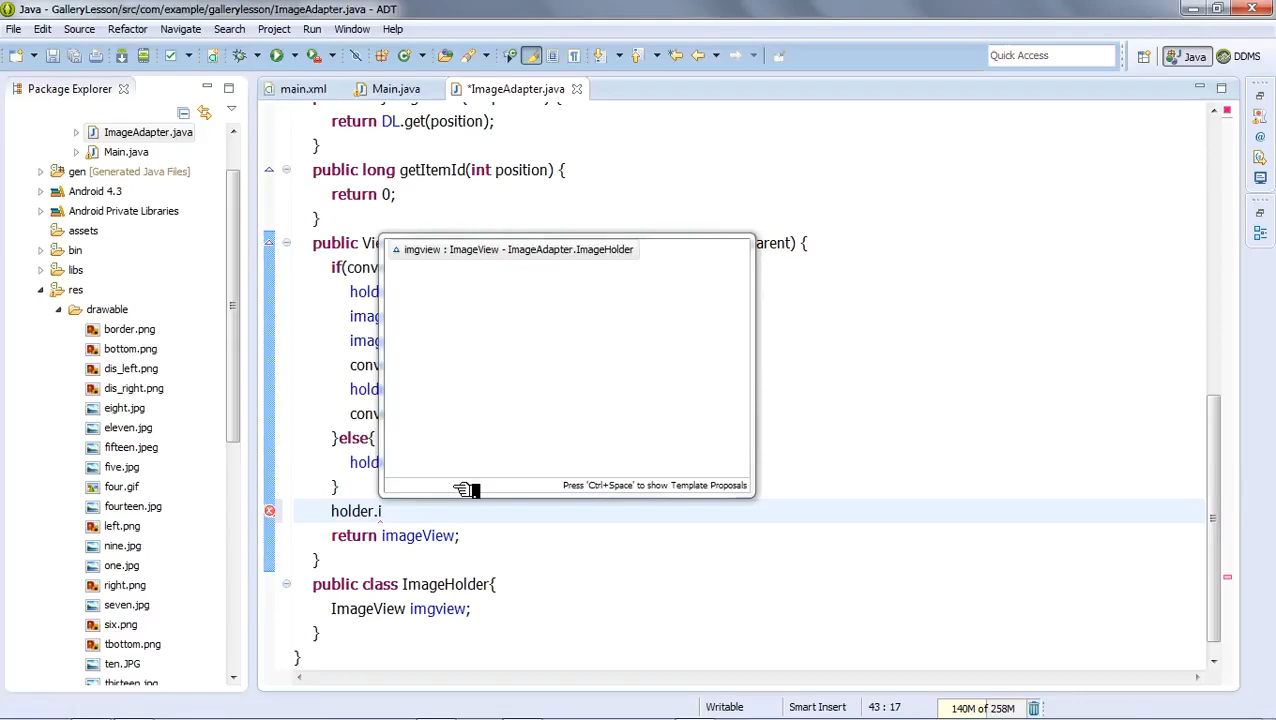 Java - GalleryLesson/src/com/example/gallerylesson/ImageAdapter.java - ADT
File Edit Source Refactor Navigate Search Project Run Window Help
Quick Access
Java
DDMS
Package Explorer
main.xml
Main.java
*ImageAdapter.java
ImageAdapter.java
Main.java
gen [Generated Java Files]
Android 4.3
Android Private Libraries
assets
bin
libs
res
drawable
border.png
bottom.png
dis_left.png
dis_right.png
eight.jpg
eleven.jpg
fifteen.jpeg
five.jpg
four.gif
fourteen.jpg
left.png
nine.jpg
one.jpg
right.png
seven.jpg
six.png
tbottom.png
ten.JPG
thirteen.jpg
return DL.get(position);
}
public long getItemId(int position) {
return 0;
}
public Vie arent) {
if(conv
hold
imag
imag
conv
hold
conv
}else{
hold
}
holder.i
return imageView;
}
public class ImageHolder{
ImageView imgview;
}
}
imgview : ImageView - ImageAdapter.ImageHolder
Press 'Ctrl+Space' to show Template Proposals
Writable
Smart Insert
43 : 17
140M of 258M